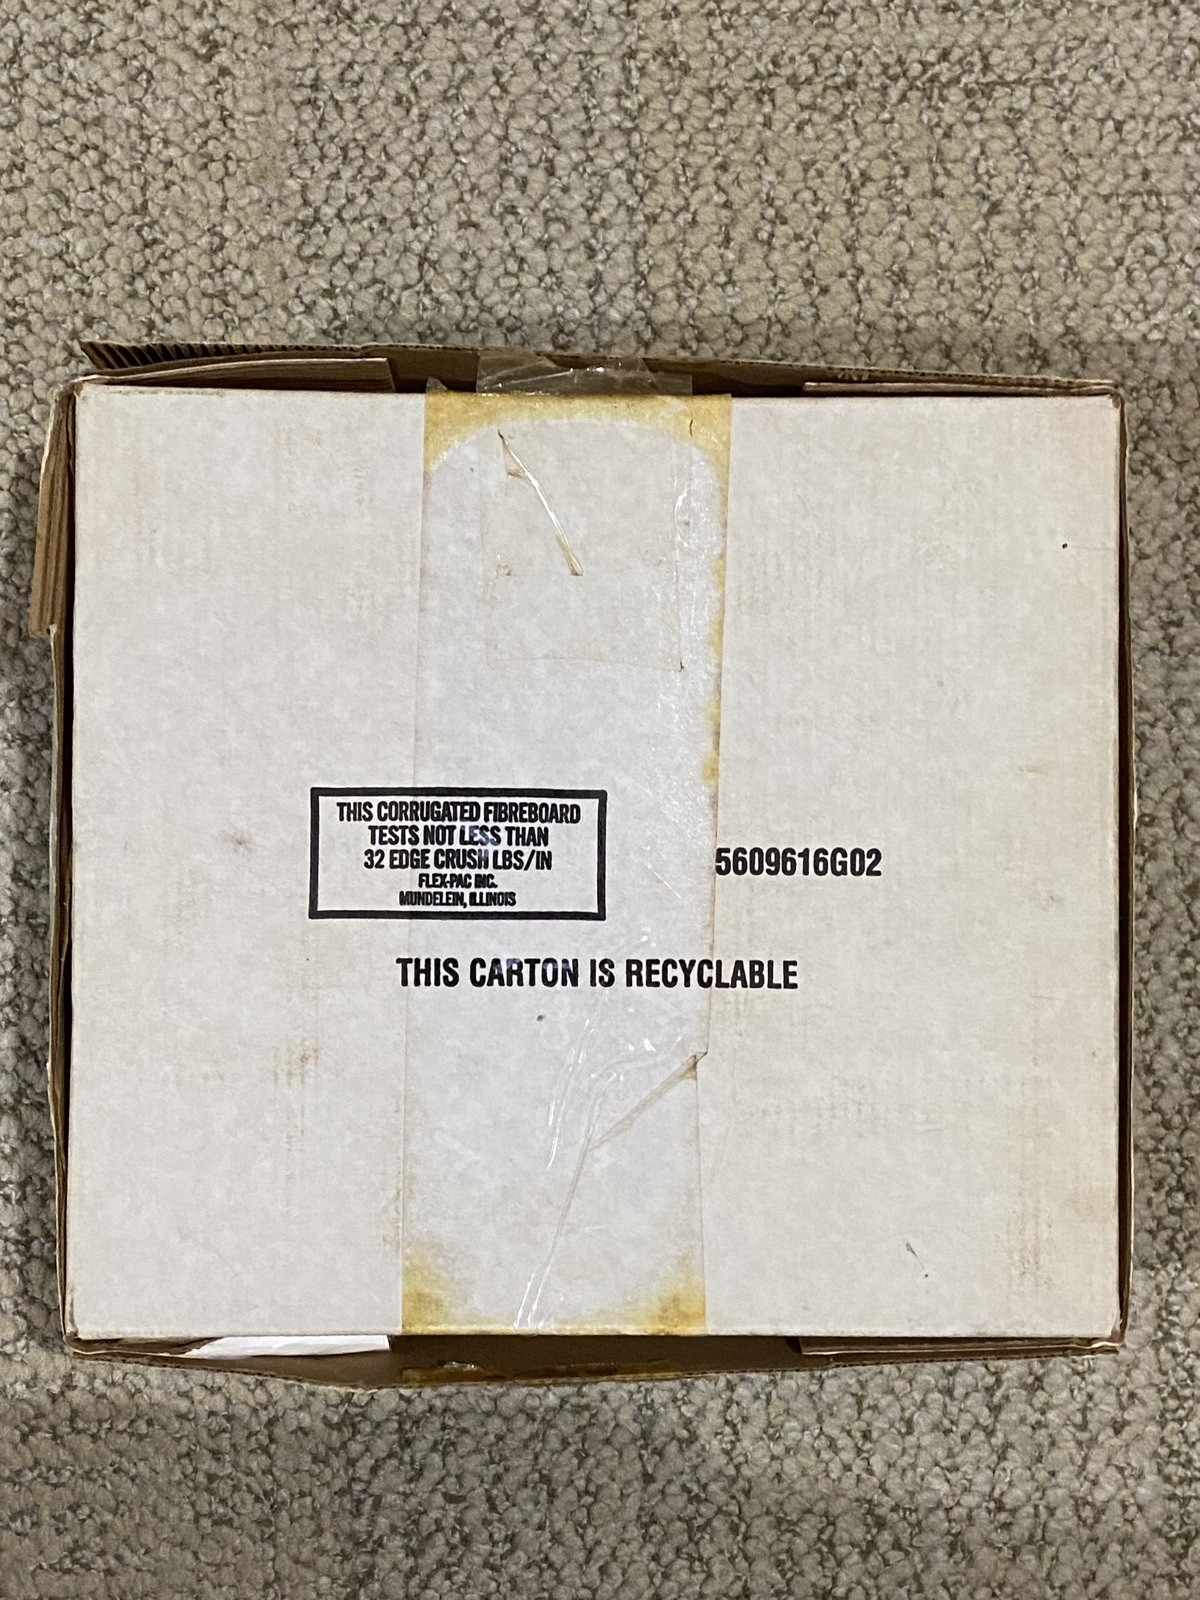 THIS CORRUGATED FIBREBOARD
TESTS NOT LESS THAN
32 EDGE CRUSH LBS/IN
FLEX-PAC INC.
MUNDELEIN, ILLINOIS
5609616G02
THIS CARTON IS RECYCLABLE